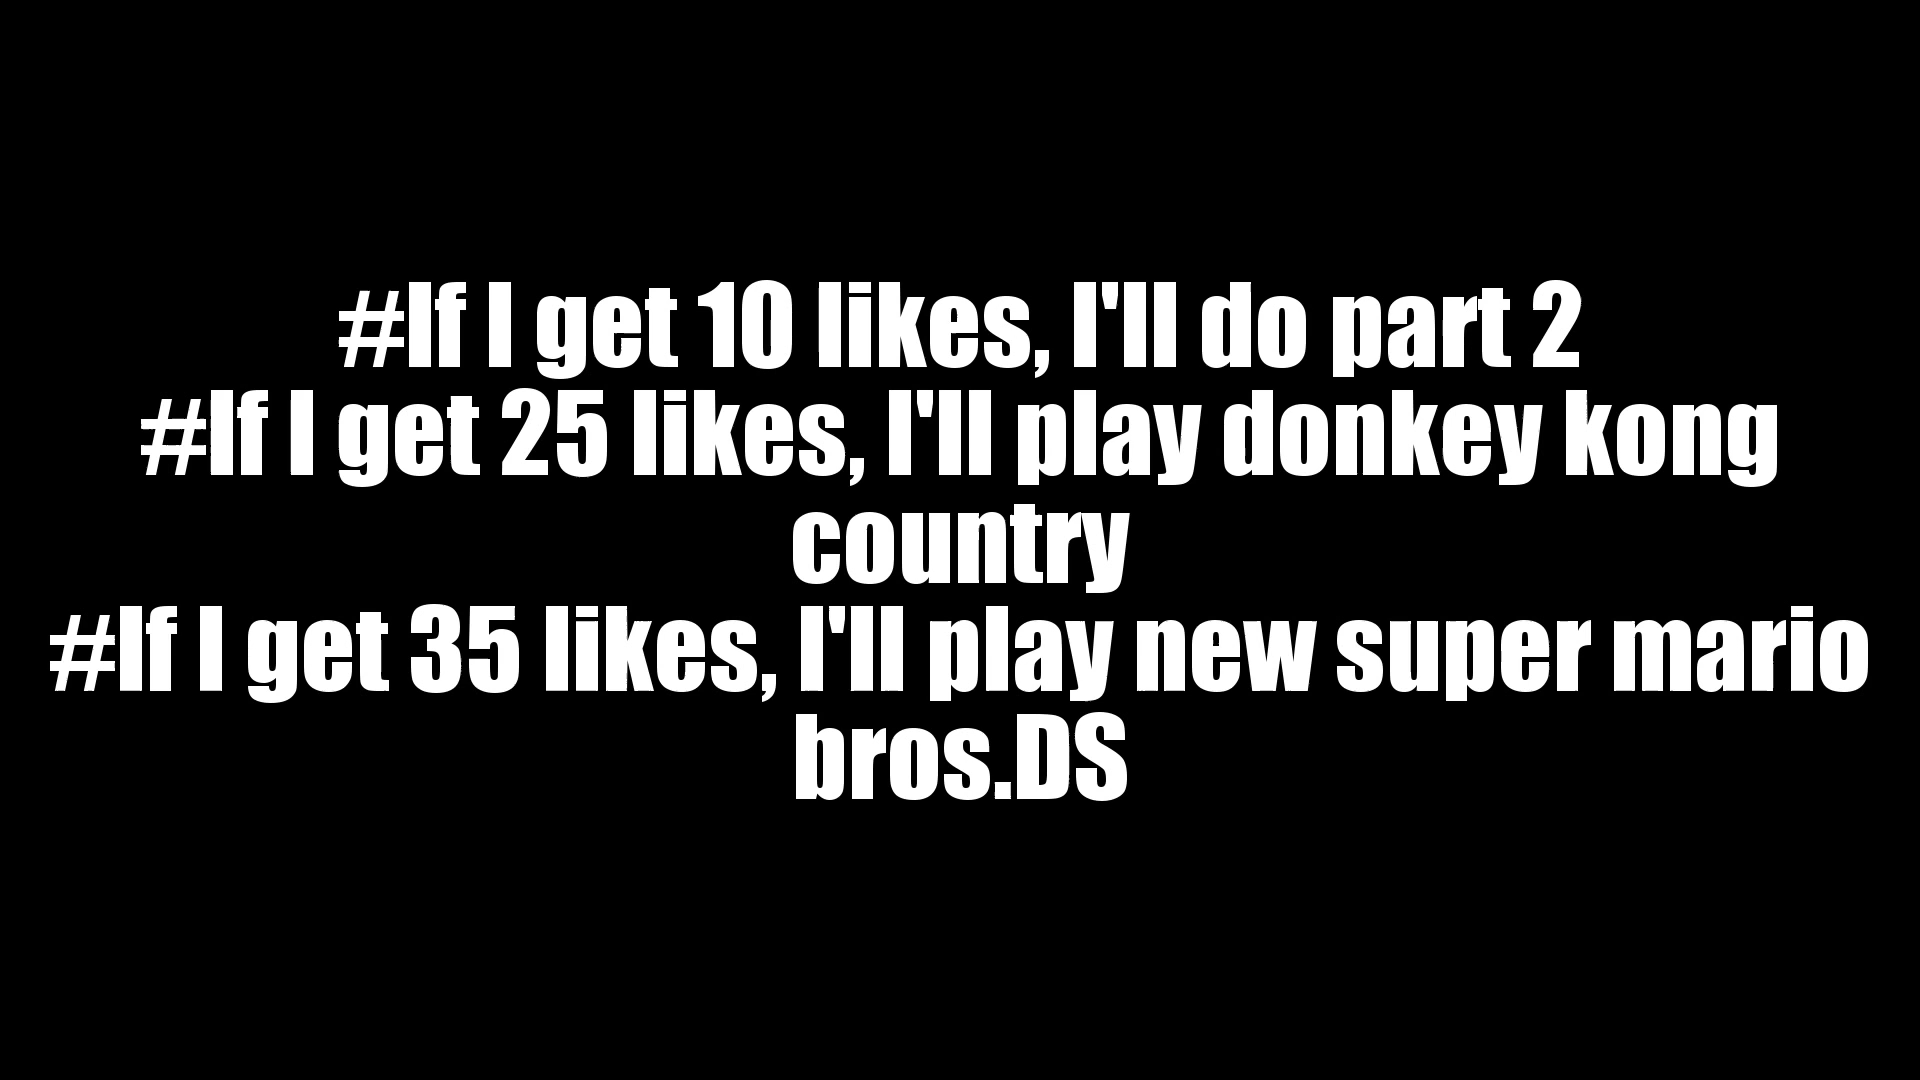 #If I get 10 likes, I'll do part 2
#If I get 25 likes, I'll play donkey kong
country
#If I get 35 likes, I'll play new super mario
bros.DS